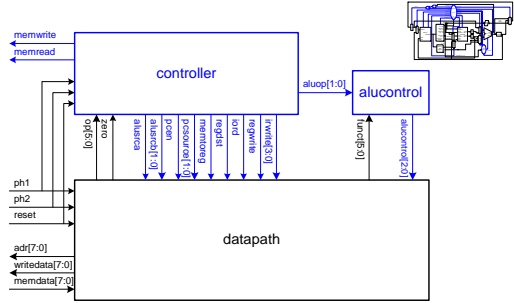 memwrite
memread
controller
aluop[1:0]
alucontrol
op[5:0]
zero
alusrca
alusrcb[1:0]
pcen
pcsource[1:0]
memtoreg
regdst
iord
regwrite
irwrite[3:0]
funct[5:0]
alucontrol[2:0]
ph1
ph2
reset
datapath
adr[7:0]
writedata[7:0]
memdata[7:0]